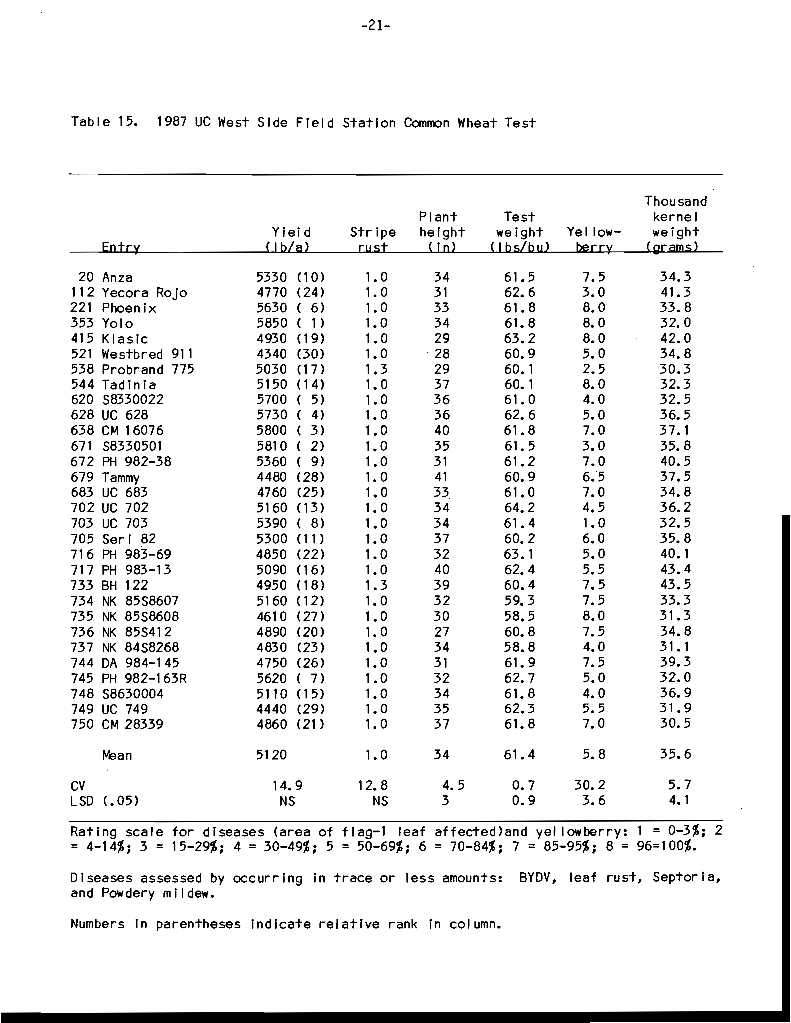 -21-
Table 15. 1987 UC West Side Field Station Common Wheat Test
Thousand
Plant Test kernel
Yield Stripe height weight Yellow- weight
Entry (lb/a) rust (in) (lbs/bu) berry (grams)
20 Anza 5330 (10) 1.0 34 61.5 7.5 34.3
112 Yecora Rojo 4770 (24) 1.0 31 62.6 3.0 41.3
221 Phoenix 5630 ( 6) 1.0 33 61.8 8.0 33.8
353 Yolo 5850 ( 1) 1.0 34 61.8 8.0 32.0
415 Klasic 4930 (19) 1.0 29 63.2 8.0 42.0
521 Westbred 911 4340 (30) 1.0 28 60.9 5.0 34.8
538 Probrand 775 5030 (17) 1.3 29 60.1 2.5 30.3
544 Tadinia 5150 (14) 1.0 37 60.1 8.0 32.3
620 S8330022 5700 ( 5) 1.0 36 61.0 4.0 32.5
628 UC 628 5730 ( 4) 1.0 36 62.6 5.0 36.5
638 CM 16076 5800 ( 3) 1.0 40 61.8 7.0 37.1
671 S8330501 5810 ( 2) 1.0 35 61.5 3.0 35.8
672 PH 982-38 5360 ( 9) 1.0 31 61.2 7.0 40.5
679 Tammy 4480 (28) 1.0 41 60.9 6.5 37.5
683 UC 683 4760 (25) 1.0 33 61.0 7.0 34.8
702 UC 702 5160 (13) 1.0 34 64.2 4.5 36.2
703 UC 703 5390 ( 8) 1.0 34 61.4 1.0 32.5
705 Seri 82 5300 (11) 1.0 37 60.2 6.0 35.8
716 PH 983-69 4850 (22) 1.0 32 63.1 5.0 40.1
717 PH 983-13 5090 (16) 1.0 40 62.4 5.5 43.4
733 BH 122 4950 (18) 1.3 39 60.4 7.5 43.5
734 NK 85S8607 5160 (12) 1.0 32 59.3 7.5 33.3
735 NK 85S8608 4610 (27) 1.0 30 58.5 8.0 31.3
736 NK 85S412 4890 (20) 1.0 27 60.8 7.5 34.8
737 NK 84S8268 4830 (23) 1.0 34 58.8 4.0 31.1
744 DA 984-145 4750 (26) 1.0 31 61.9 7.5 39.3
745 PH 982-163R 5620 ( 7) 1.0 32 62.7 5.0 32.0
748 S8630004 5110 (15) 1.0 34 61.8 4.0 36.9
749 UC 749 4440 (29) 1.0 35 62.3 5.5 31.9
750 CM 28339 4860 (21) 1.0 37 61.8 7.0 30.5
Mean 5120 1.0 34 61.4 5.8 35.6
CV 14.9 12.8 4.5 0.7 30.2 5.7
LSD (.05) NS NS 3 0.9 3.6 4.1
Rating scale for diseases (area of flag-1 leaf affected)and yellowberry: 1 = 0-3%; 2
= 4-14%; 3 = 15-29%; 4 = 30-49%; 5 = 50-69%; 6 = 70-84%; 7 = 85-95%; 8 = 96=100%.
Diseases assessed by occurring in trace or less amounts: BYDV, leaf rust, Septoria,
and Powdery mildew.
Numbers in parentheses indicate relative rank in column.